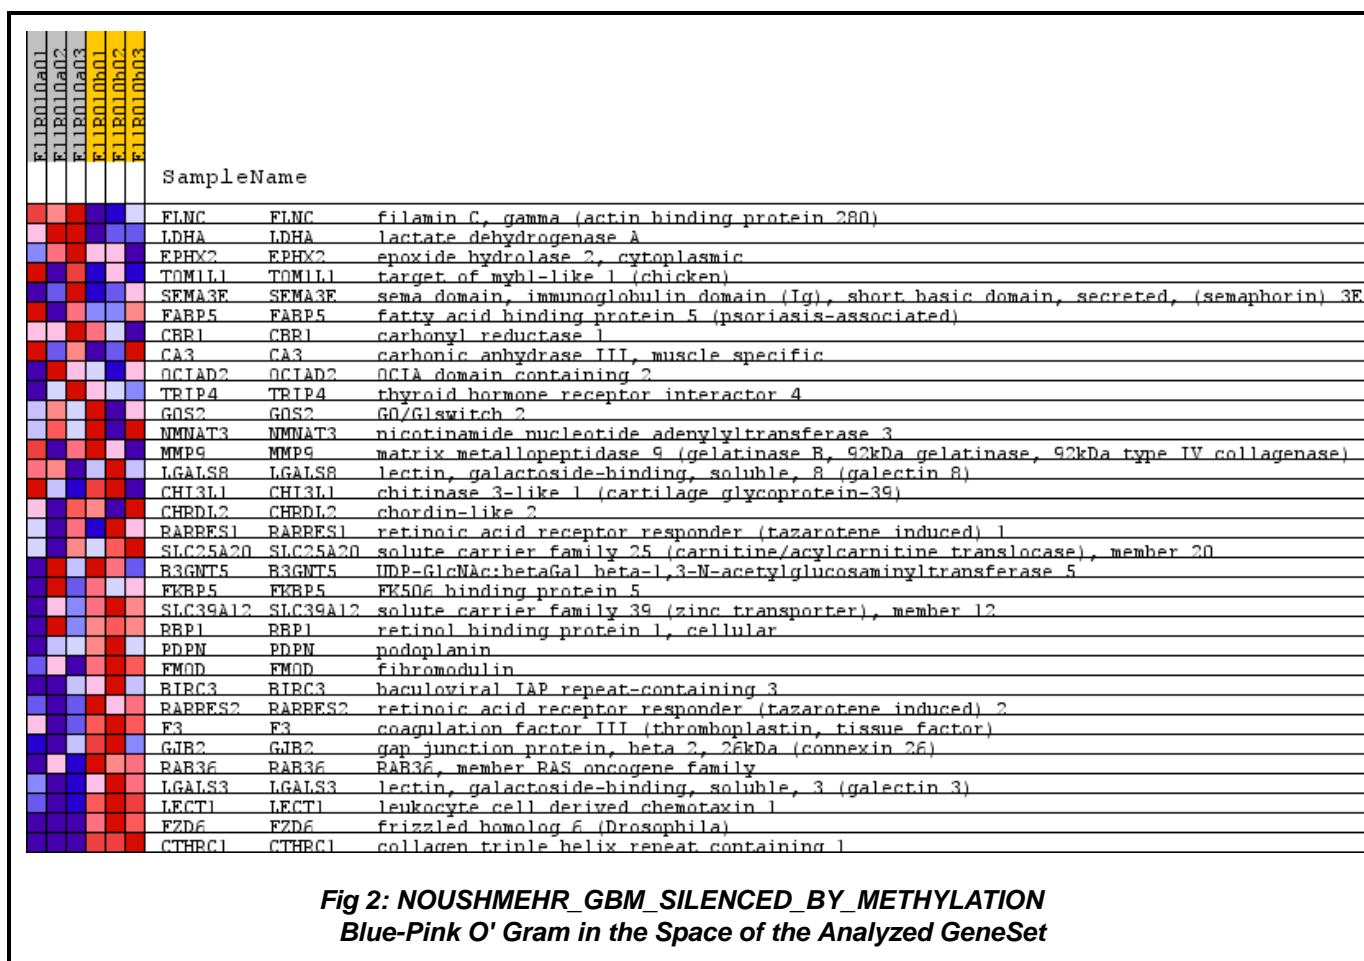 E11R010a01 E11R010a02 E11R010a03 E11R010b01 E11R010b02 E11R010b03
SampleName
FLNC FLNC filamin C, gamma (actin binding protein 280)
LDHA LDHA lactate dehydrogenase A
EPHX2 EPHX2 epoxide hydrolase 2, cytoplasmic
TOM1L1 TOM1L1 target of myb1-like 1 (chicken)
SEMA3E SEMA3E sema domain, immunoglobulin domain (Ig), short basic domain, secreted, (semaphorin) 3E
FABP5 FABP5 fatty acid binding protein 5 (psoriasis-associated)
CBR1 CBR1 carbonyl reductase 1
CA3 CA3 carbonic anhydrase III, muscle specific
OCIAD2 OCIAD2 OCIA domain containing 2
TRIP4 TRIP4 thyroid hormone receptor interactor 4
G0S2 G0S2 G0/G1switch 2
NMNAT3 NMNAT3 nicotinamide nucleotide adenylyltransferase 3
MMP9 MMP9 matrix metallopeptidase 9 (gelatinase B, 92kDa gelatinase, 92kDa type IV collagenase)
LGALS8 LGALS8 lectin, galactoside-binding, soluble, 8 (galectin 8)
CHI3L1 CHI3L1 chitinase 3-like 1 (cartilage glycoprotein-39)
CHRDL2 CHRDL2 chordin-like 2
RARRES1 RARRES1 retinoic acid receptor responder (tazarotene induced) 1
SLC25A20 SLC25A20 solute carrier family 25 (carnitine/acylcarnitine translocase), member 20
B3GNT5 B3GNT5 UDP-GlcNAc:betaGal beta-1,3-N-acetylglucosaminyltransferase 5
FKBP5 FKBP5 FK506 binding protein 5
SLC39A12 SLC39A12 solute carrier family 39 (zinc transporter), member 12
RBP1 RBP1 retinol binding protein 1, cellular
PDPN PDPN podoplanin
FMOD FMOD fibromodulin
BIRC3 BIRC3 baculoviral IAP repeat-containing 3
RARRES2 RARRES2 retinoic acid receptor responder (tazarotene induced) 2
F3 F3 coagulation factor III (thromboplastin, tissue factor)
GJB2 GJB2 gap junction protein, beta 2, 26kDa (connexin 26)
RAB36 RAB36 RAB36, member RAS oncogene family
LGALS3 LGALS3 lectin, galactoside-binding, soluble, 3 (galectin 3)
LECT1 LECT1 leukocyte cell derived chemotaxin 1
FZD6 FZD6 frizzled homolog 6 (Drosophila)
CTHRC1 CTHRC1 collagen triple helix repeat containing 1
Fig 2: NOUSHMEHR_GBM_SILENCED_BY_METHYLATION
Blue-Pink O' Gram in the Space of the Analyzed GeneSet